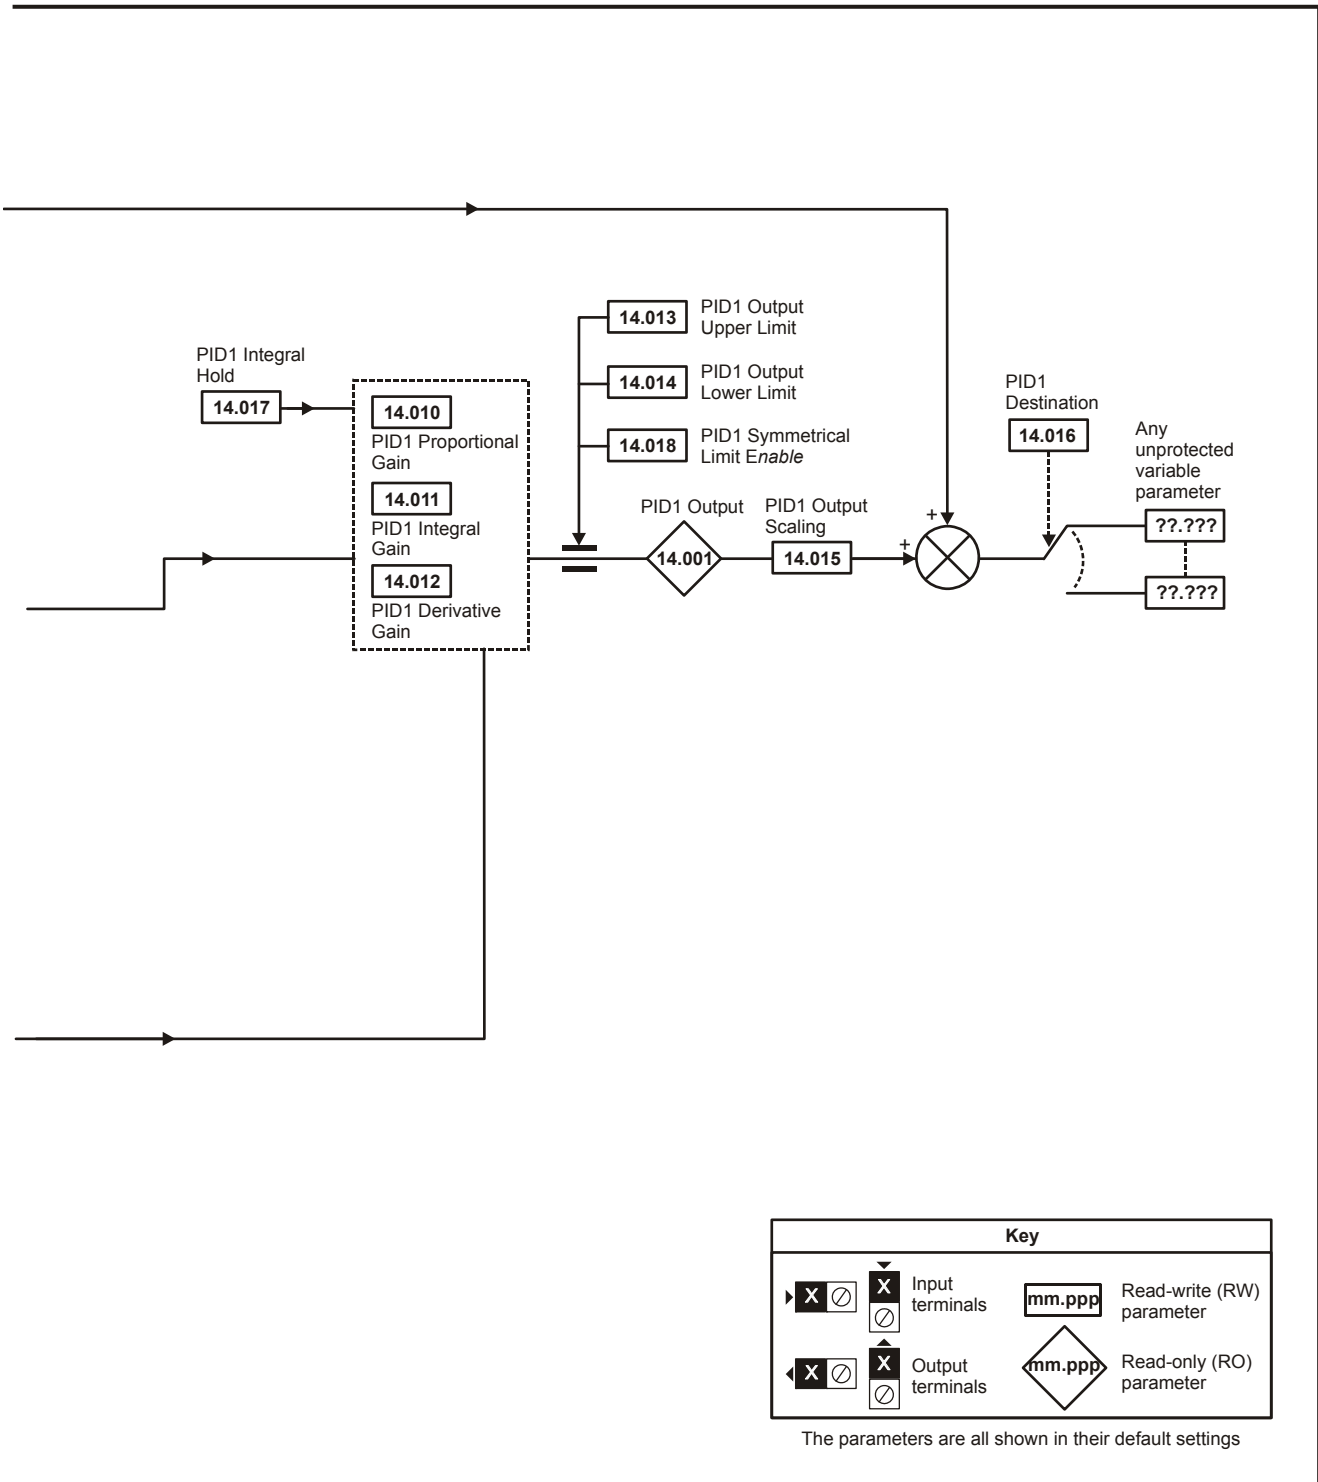 14.013
PID1 Output
Upper Limit
PID1 Integral
Hold
14.017
14.014
PID1 Output
Lower Limit
14.018
PID1 Symmetrical
Limit Enable
14.010
PID1 Proportional
Gain
14.011
PID1 Integral
Gain
14.012
PID1 Derivative
Gain
PID1 Output
14.001
PID1 Output
Scaling
14.015
+
+
PID1
Destination
14.016
Any
unprotected
variable
parameter
??.???
??.???
Key
X
X
Input
terminals
mm.ppp
Read-write (RW)
parameter
X
X
Output
terminals
mm.ppp
Read-only (RO)
parameter
The parameters are all shown in their default settings